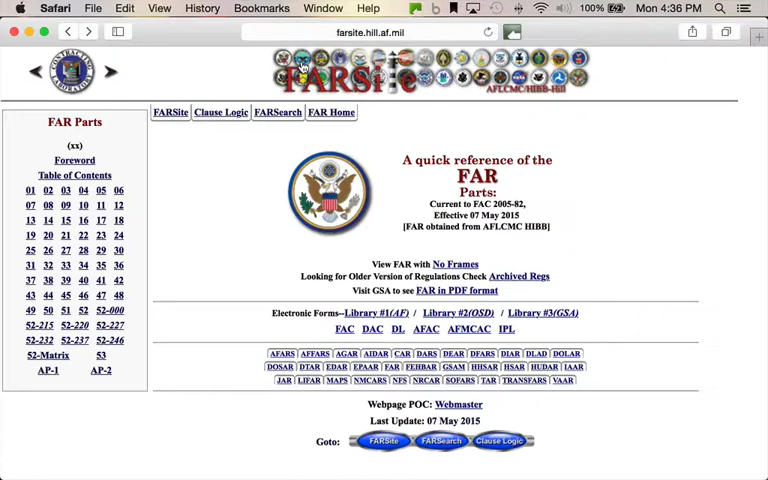 Safari File Edit View History Bookmarks Window Help 100% Mon 4:36 PM
farsite.hill.af.mil
FARSite
AFLCMC/HIBB-Hill
FARSite Clause Logic FARSearch FAR Home
FAR Parts
(xx)
Foreword
Table of Contents
01 02 03 04 05 06
07 08 09 10 11 12
13 14 15 16 17 18
19 20 21 22 23 24
25 26 27 28 29 30
31 32 33 34 35 36
37 38 39 40 41 42
43 44 45 46 47 48
49 50 51 52 52-000
52-215 52-220 52-227
52-232 52-237 52-246
52-Matrix 53
AP-1 AP-2
A quick reference of the
FAR
Parts:
Current to FAC 2005-82,
Effective 07 May 2015
[FAR obtained from AFLCMC HIBB]
View FAR with No Frames
Looking for Older Version of Regulations Check Archived Regs
Visit GSA to see FAR in PDF format
Electronic Forms--Library #1(AF) / Library #2(OSD) / Library #3(GSA)
FAC DAC DL AFAC AFMCAC IPL
AFARS AFFARS AGAR AIDAR CAR DARS DEAR DFARS DIAR DLAD DOLAR
DOSAR DTAR EDAR EPAAR FAR FEHBAR GSAM HHSAR HSAR HUDAR IAAR
JAR LIFAR MAPS NMCARS NFS NRCAR SOFARS TAR TRANSFARS VAAR
Webpage POC: Webmaster
Last Update: 07 May 2015
Goto: FARSite FARSearch Clause Logic